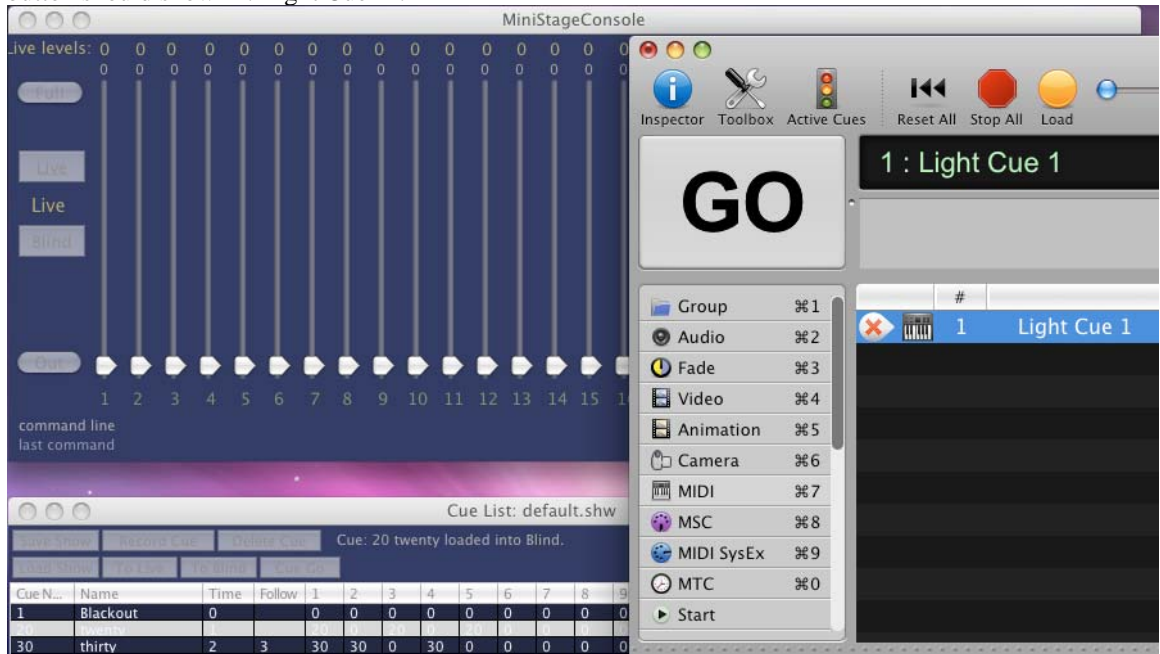 MiniStageConsole
Live levels: 0 0 0 0 0 0 0 0 0 0 0 0 0 0 0 0
0 0 0 0 0 0 0 0 0 0 0 0 0 0 0 0
Full
Live
Live
Blind
Out
1 2 3 4 5 6 7 8 9 10 11 12 13 14 15
command line
last command
Inspector Toolbox Active Cues Reset All Stop All Load
GO
1 : Light Cue 1
#
1 Light Cue 1
Group ⌘1
Audio ⌘2
Fade ⌘3
Video ⌘4
Animation ⌘5
Camera ⌘6
MIDI ⌘7
MSC ⌘8
MIDI SysEx ⌘9
MTC ⌘0
Start
Cue List: default.shw
Save Show Record Cue Delete Cue Cue: 20 twenty loaded into Blind.
Load Show To Live To Blind Cue Go
Cue N... Name Time Follow 1 2 3 4 5 6 7 8 9
1 Blackout 0 0 0 0 0 0 0 0 0 0
20 twenty 1 20 0 20 0 20 0 0 0 0
30 thirty 2 3 30 30 0 30 0 0 0 0 0